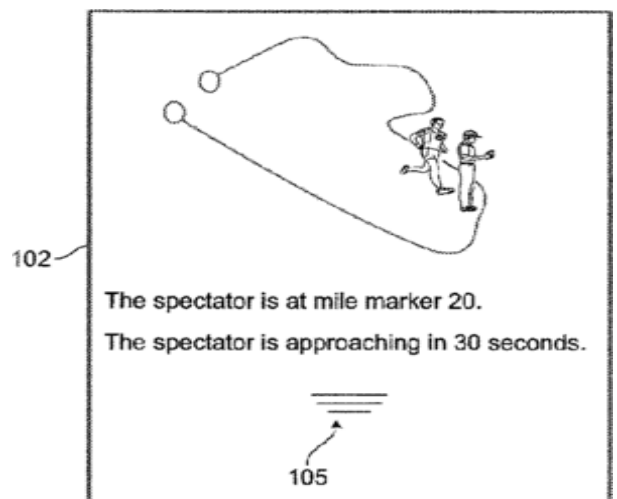 102
The spectator is at mile marker 20.
The spectator is approaching in 30 seconds.
105